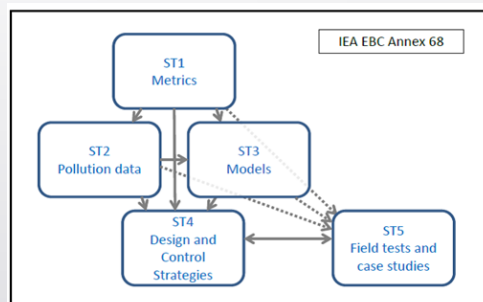 IEA EBC Annex 68
ST1
Metrics
ST2
Pollution data
ST3
Models
ST4
Design and
Control
Strategies
ST5
Field tests and
case studies